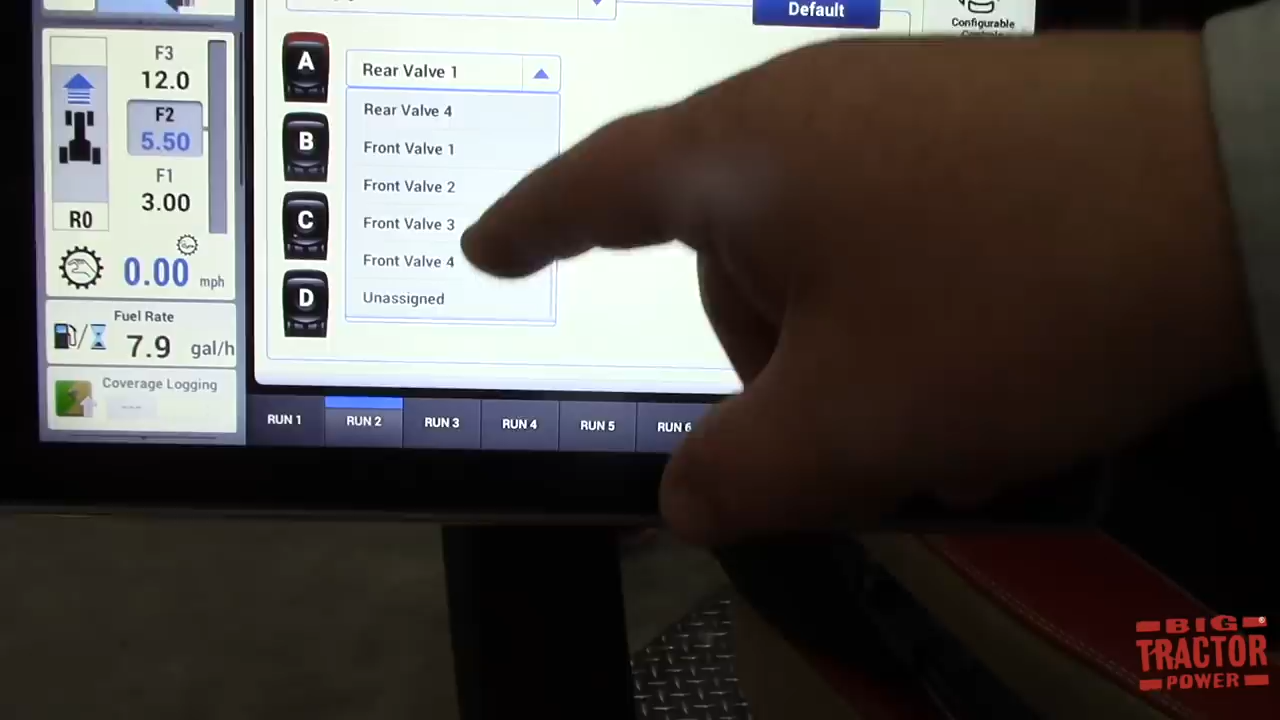 Default
Configurable
F3
12.0
F2
5.50
F1
3.00
R0
0.00 mph
Fuel Rate
7.9 gal/h
Coverage Logging
---
A
Rear Valve 1
Rear Valve 4
B
Front Valve 1
Front Valve 2
C
Front Valve 3
Front Valve 4
D
Unassigned
RUN 1
RUN 2
RUN 3
RUN 4
RUN 5
RUN 6
BIG
TRACTOR
POWER